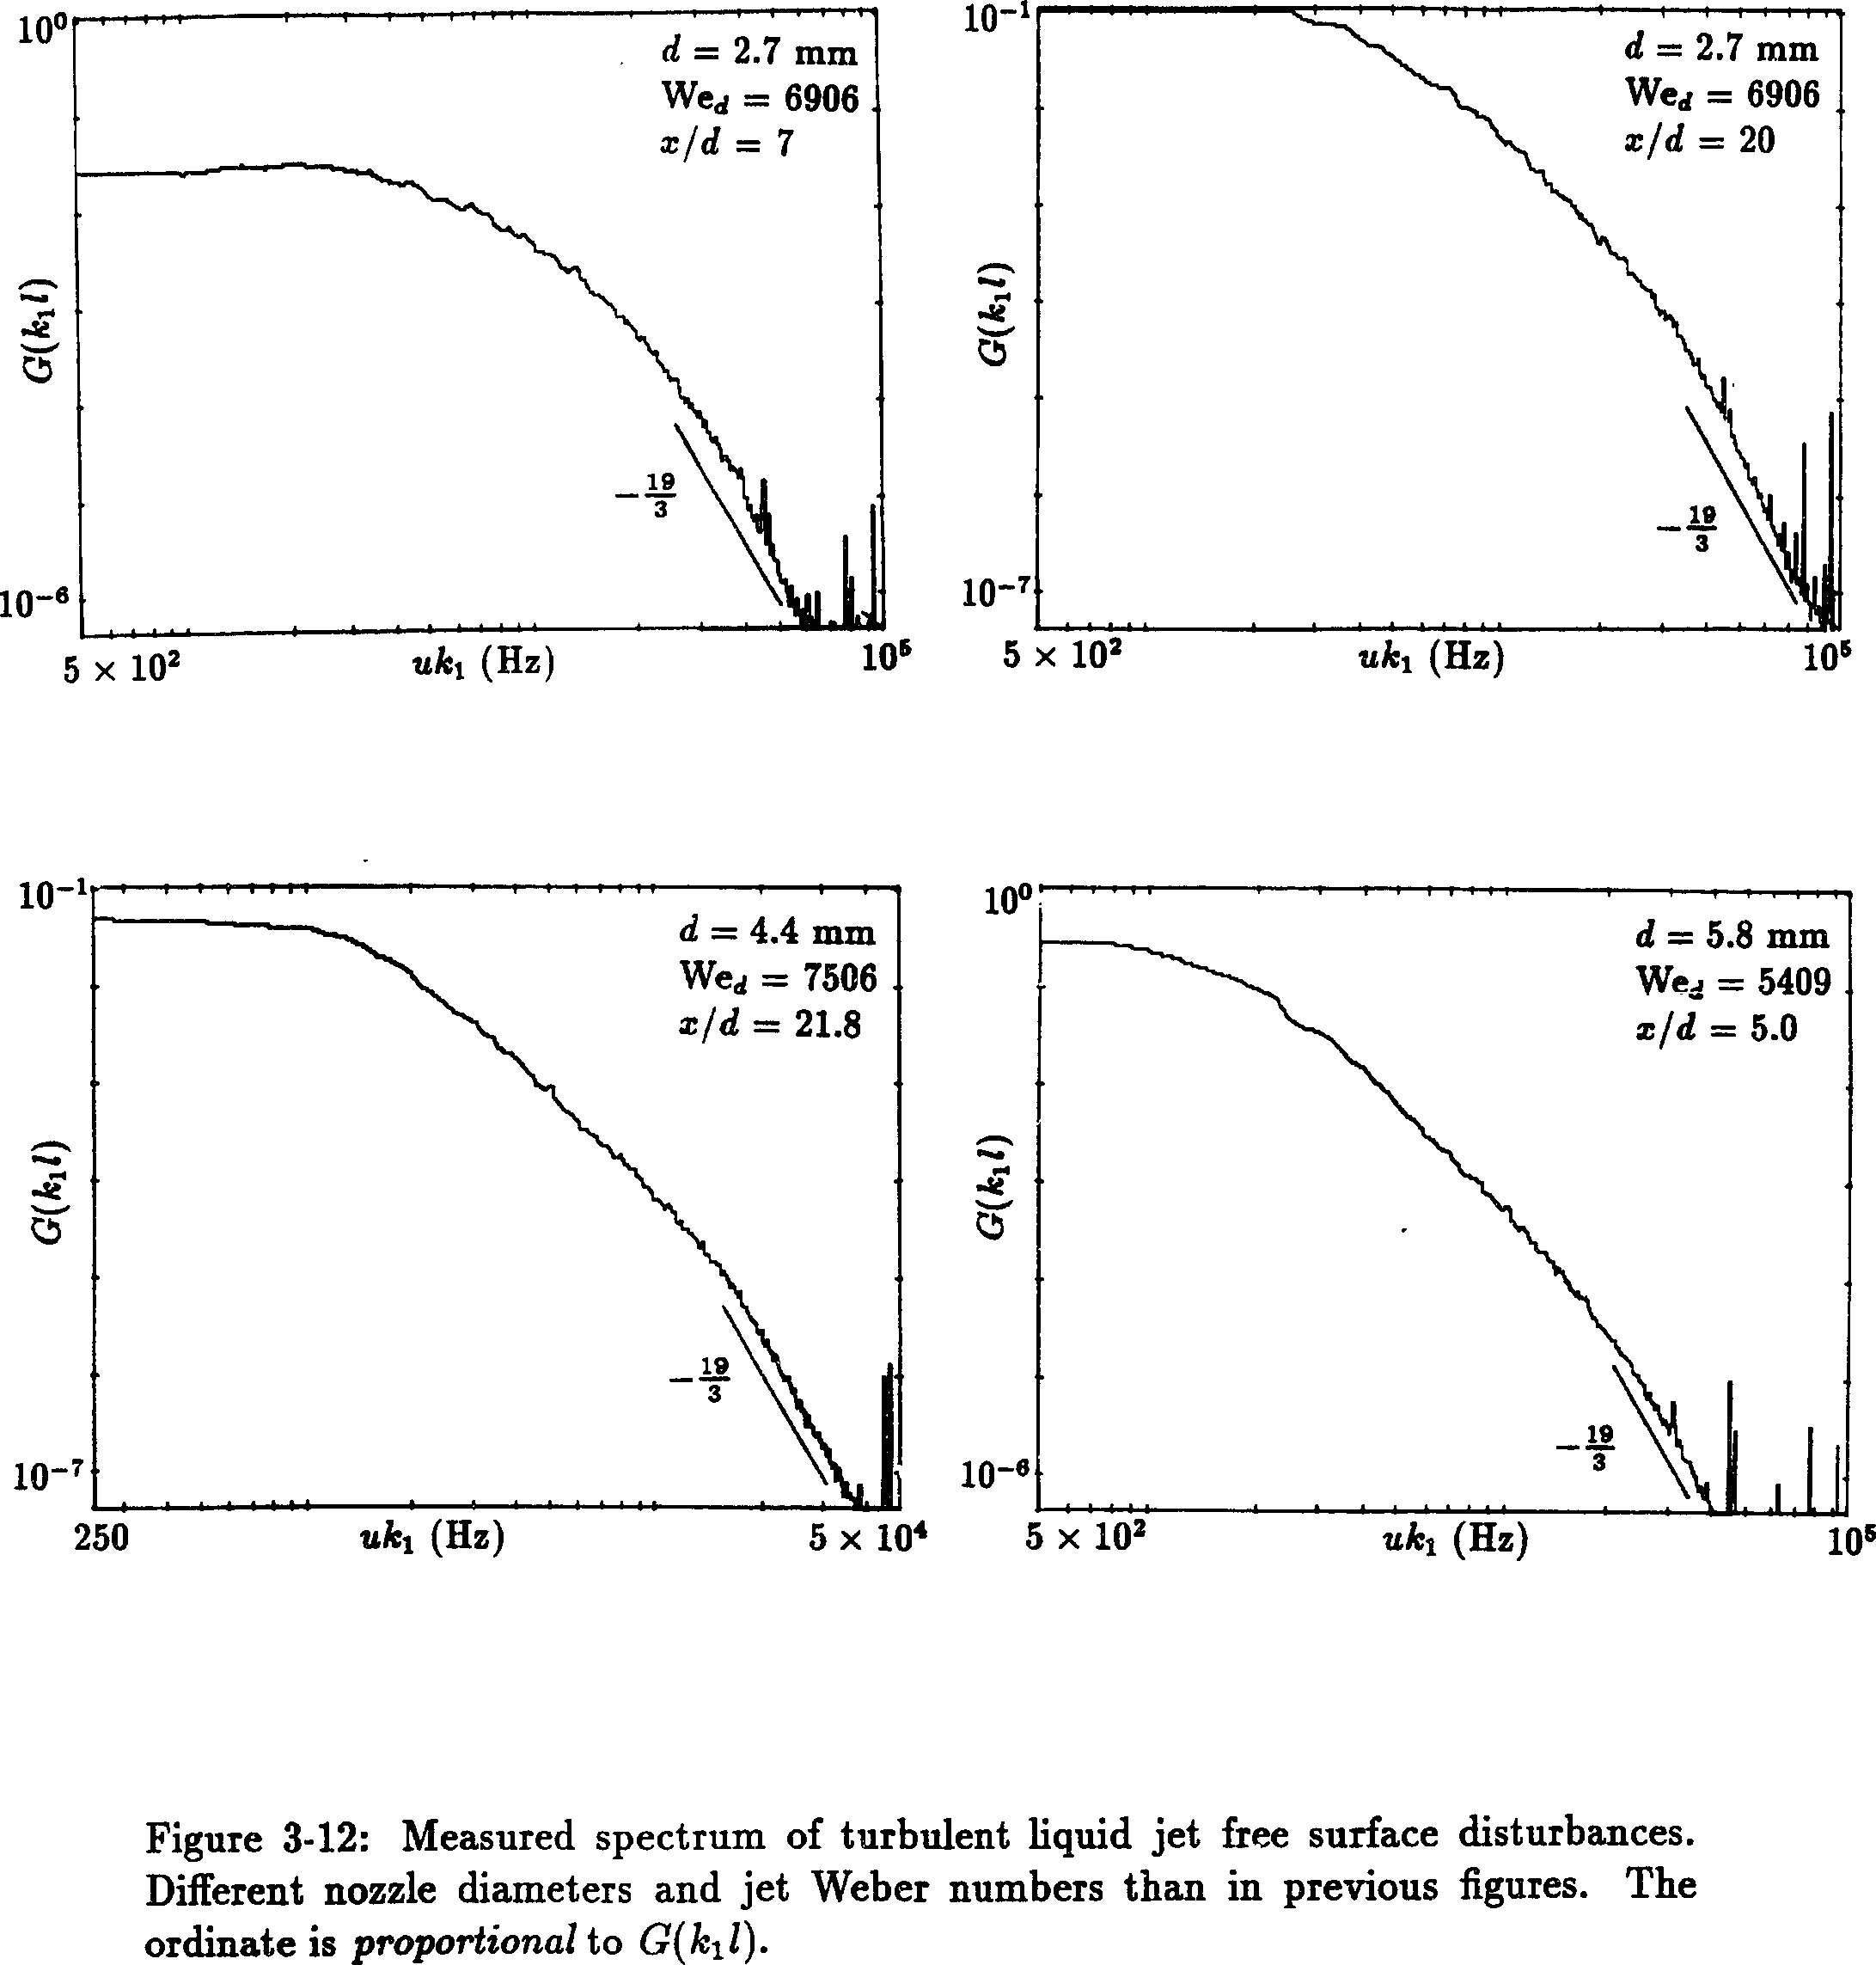 10⁰
d = 2.7 mm
We_d = 6906
x/d = 7
G(k₁l)
−19/3
10⁻⁶
5 × 10²
uk₁ (Hz)
10⁵
10⁻¹
d = 2.7 mm
We_d = 6906
x/d = 20
G(k₁l)
−19/3
10⁻⁷
5 × 10²
uk₁ (Hz)
10⁵
10⁻¹
d = 4.4 mm
We_d = 7506
x/d = 21.8
G(k₁l)
−19/3
10⁻⁷
250
uk₁ (Hz)
5 × 10⁴
10⁰
d = 5.8 mm
We_d = 5409
x/d = 5.0
G(k₁l)
−19/3
10⁻⁶
5 × 10²
uk₁ (Hz)
10⁵
Figure 3-12: Measured spectrum of turbulent liquid jet free surface disturbances.
Different nozzle diameters and jet Weber numbers than in previous figures. The
ordinate is proportional to G(k₁l).